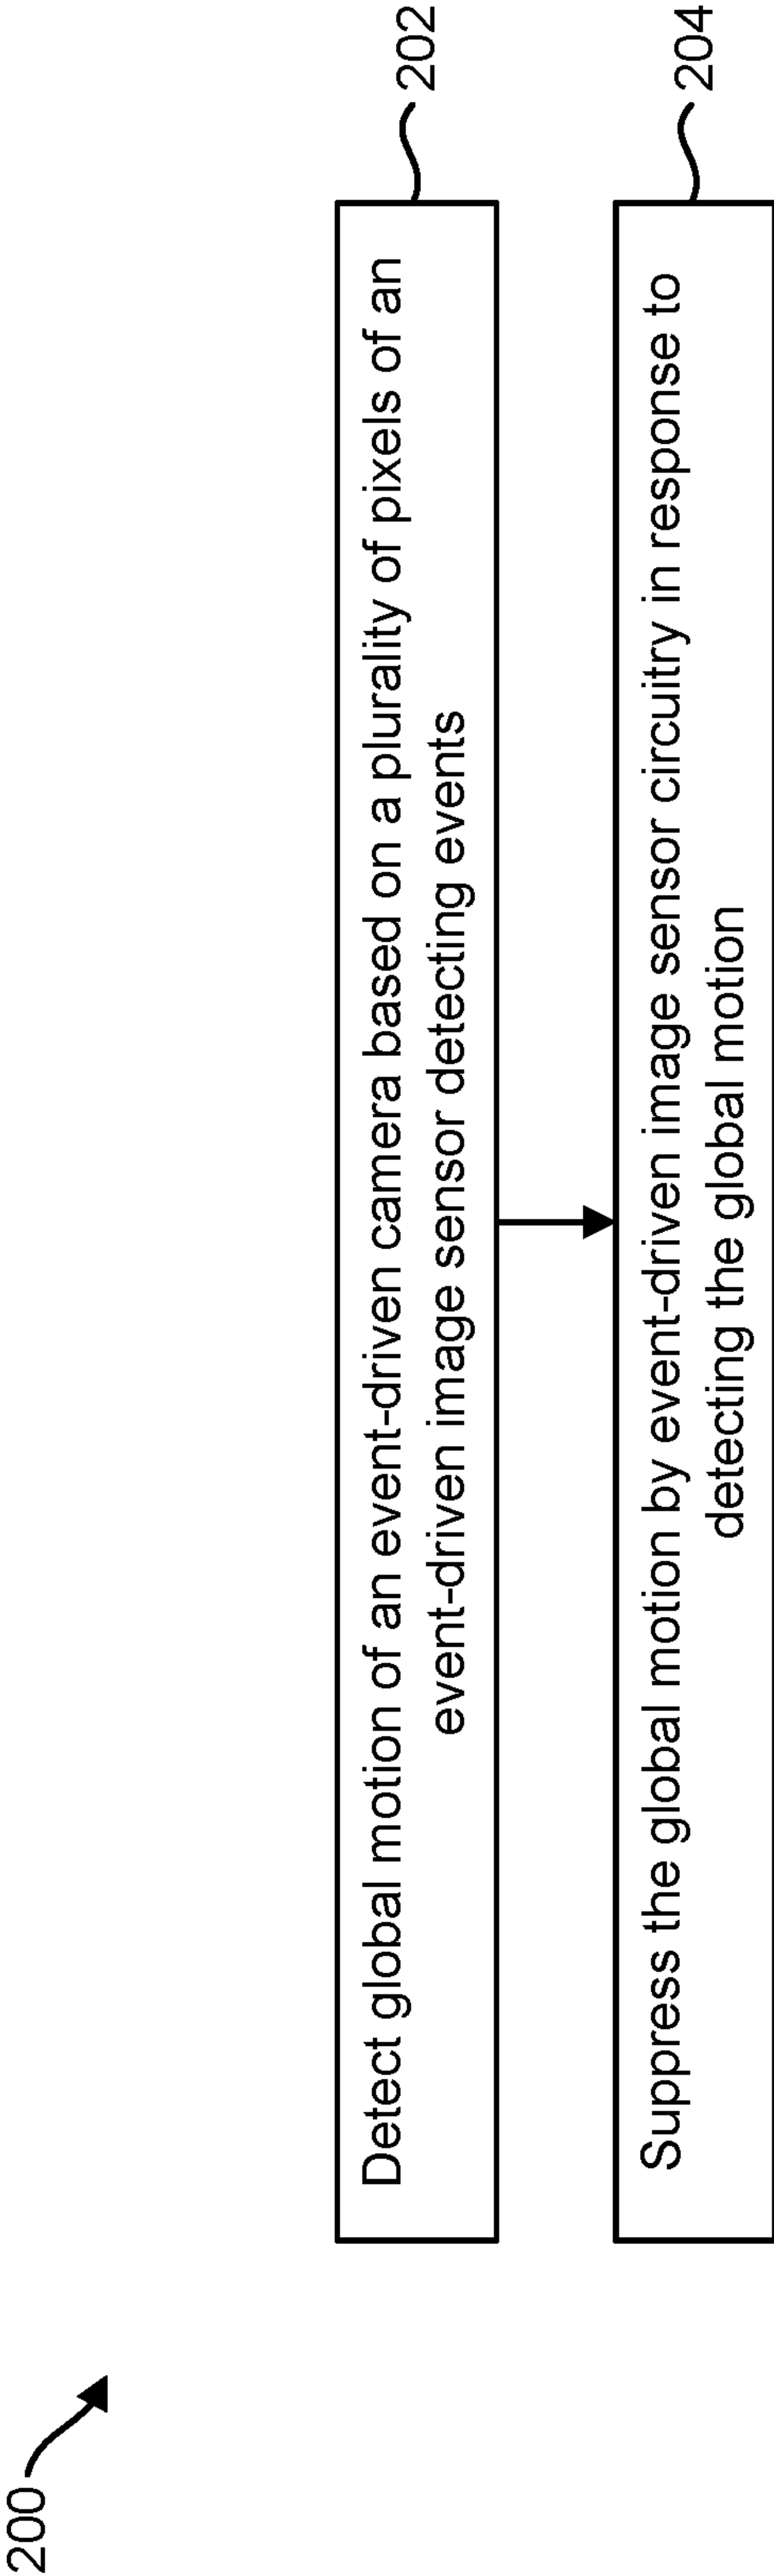 200
Detect global motion of an event-driven camera based on a plurality of pixels of an
event-driven image sensor detecting events
202
Suppress the global motion by event-driven image sensor circuitry in response to
detecting the global motion
204